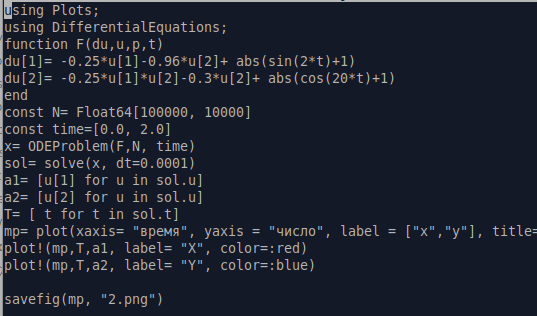 using Plots;
using DifferentialEquations;
function F(du,u,p,t)
du[1]= -0.25*u[1]-0.96*u[2]+ abs(sin(2*t)+1)
du[2]= -0.25*u[1]*u[2]-0.3*u[2]+ abs(cos(20*t)+1)
end
const N= Float64[100000, 10000]
const time=[0.0, 2.0]
x= ODEProblem(F,N, time)
sol= solve(x, dt=0.0001)
a1= [u[1] for u in sol.u]
a2= [u[2] for u in sol.u]
T= [ t for t in sol.t]
mp= plot(xaxis= "время", yaxis = "число", label = ["x","y"], title=
plot!(mp,T,a1, label= "X", color=:red)
plot!(mp,T,a2, label= "Y", color=:blue)
savefig(mp, "2.png")